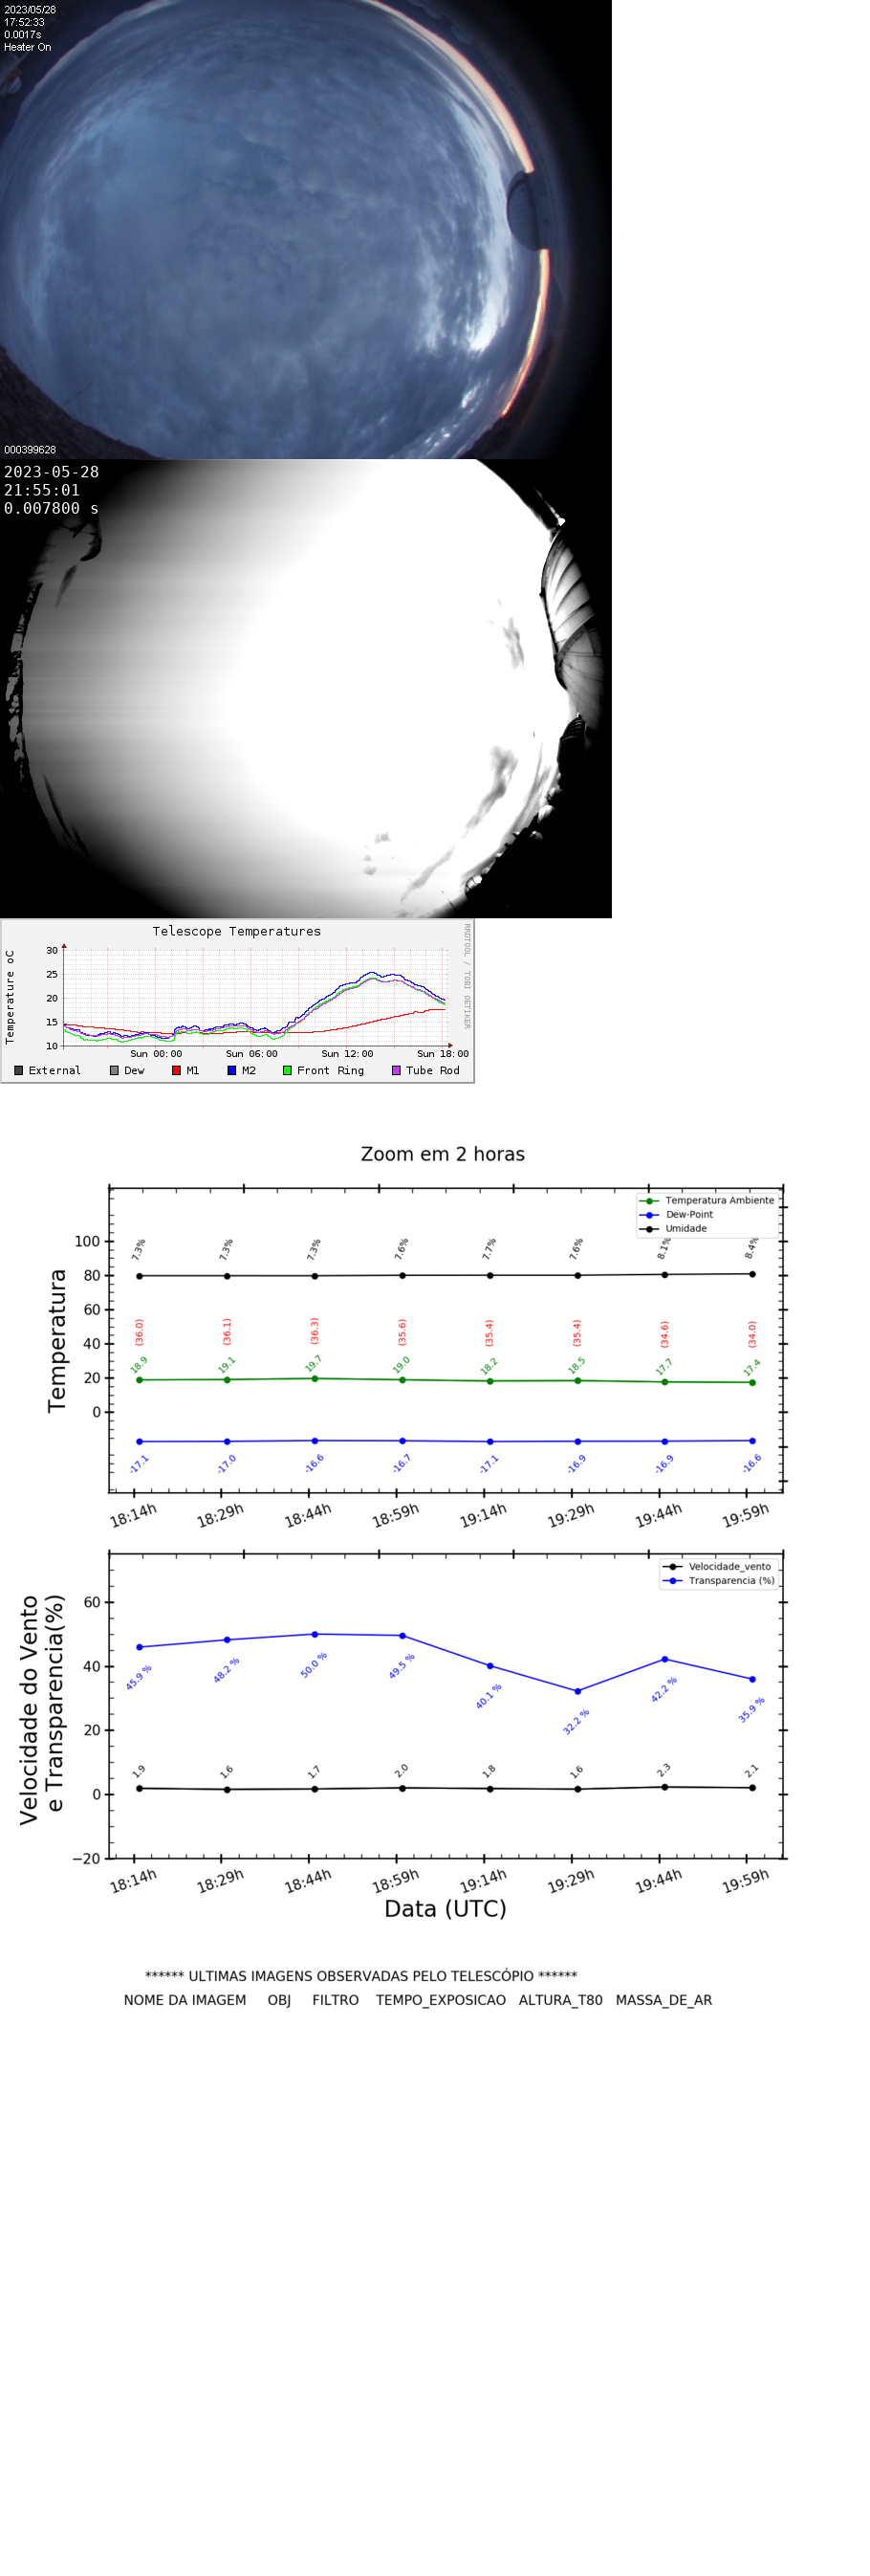 2023/05/28
17:52:33
0.0017s
Heater On
000399628
2023-05-28
21:55:01
0.007800 s
Telescope Temperatures
RRDTOOL / TOBI OETIKER
Temperature oC
30
25
20
15
10
Sun 00:00 Sun 06:00 Sun 12:00 Sun 18:00
External Dew M1 M2 Front Ring Tube Rod
Zoom em 2 horas
Temperatura
Temperatura Ambiente
Dew-Point
Umidade
100
80
60
40
20
0
7.3% 7.3% 7.3% 7.6% 7.7% 7.6% 8.1% 8.4%
(36.0) (36.1) (36.3) (35.6) (35.4) (35.4) (34.6) (34.0)
18.9 19.1 19.7 19.0 18.2 18.5 17.7 17.4
-17.1 -17.0 -16.6 -16.7 -17.1 -16.9 -16.9 -16.6
18:14h 18:29h 18:44h 18:59h 19:14h 19:29h 19:44h 19:59h
Velocidade do Vento
e Transparencia(%)
Velocidade_vento
Transparencia (%)
60
40
20
0
−20
45.9 % 48.2 % 50.0 % 49.5 % 40.1 % 32.2 % 42.2 % 35.9 %
1.9 1.6 1.7 2.0 1.8 1.6 2.3 2.1
18:14h 18:29h 18:44h 18:59h 19:14h 19:29h 19:44h 19:59h
Data (UTC)
****** ULTIMAS IMAGENS OBSERVADAS PELO TELESCÓPIO ******
NOME DA IMAGEM OBJ FILTRO TEMPO_EXPOSICAO ALTURA_T80 MASSA_DE_AR